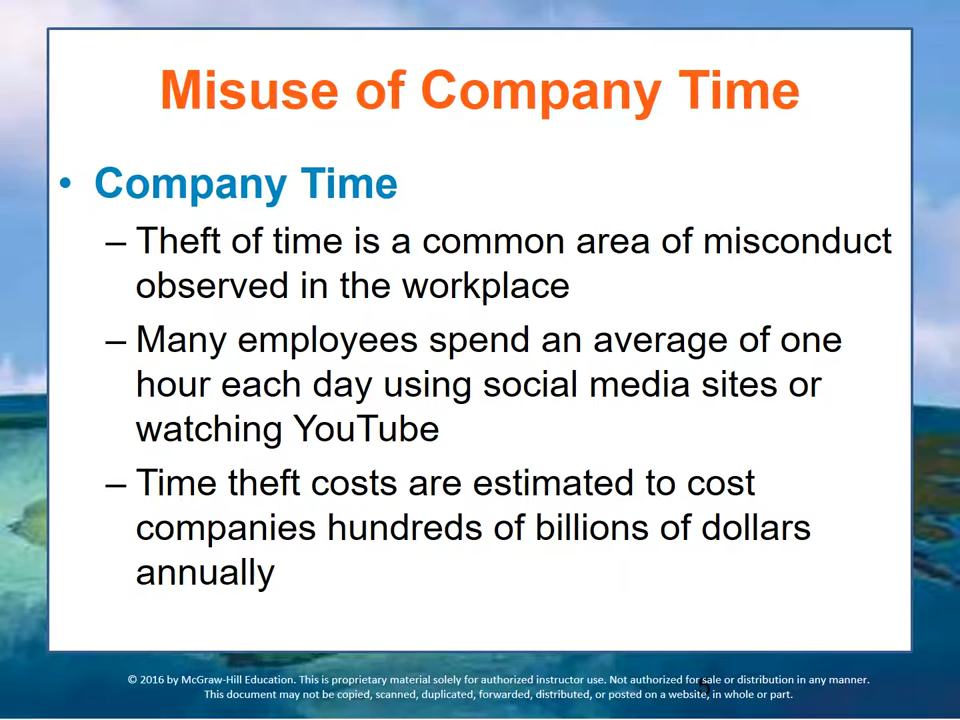 Misuse of Company Time
• Company Time
– Theft of time is a common area of misconduct
observed in the workplace
– Many employees spend an average of one
hour each day using social media sites or
watching YouTube
– Time theft costs are estimated to cost
companies hundreds of billions of dollars
annually
© 2016 by McGraw-Hill Education. This is proprietary material solely for authorized instructor use. Not authorized for sale or distribution in any manner.
This document may not be copied, scanned, duplicated, forwarded, distributed, or posted on a website, in whole or part.
5